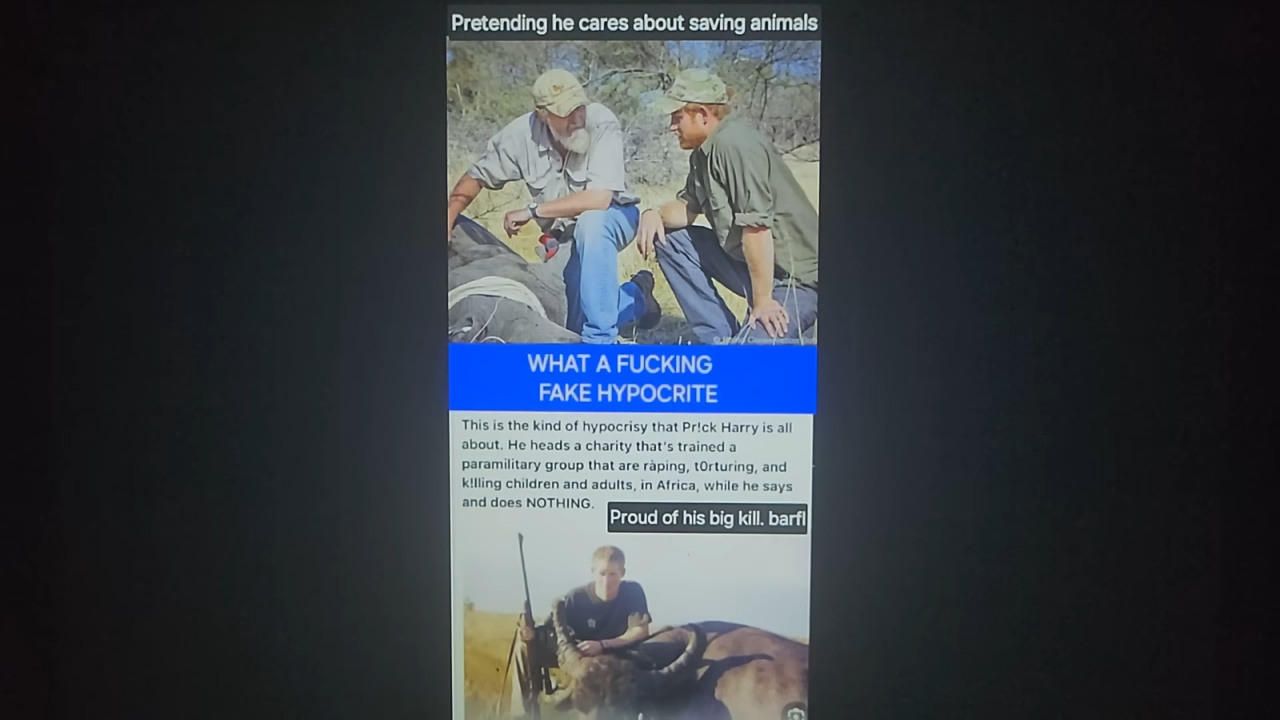 Pretending he cares about saving animals
WHAT A FUCKING
FAKE HYPOCRITE
This is the kind of hypocrisy that Pr!ck Harry is all
about. He heads a charity that's trained a
paramilitary group that are ràping, t0rturing, and
k!lling children and adults, in Africa, while he says
and does NOTHING.
Proud of his big kill. barf!